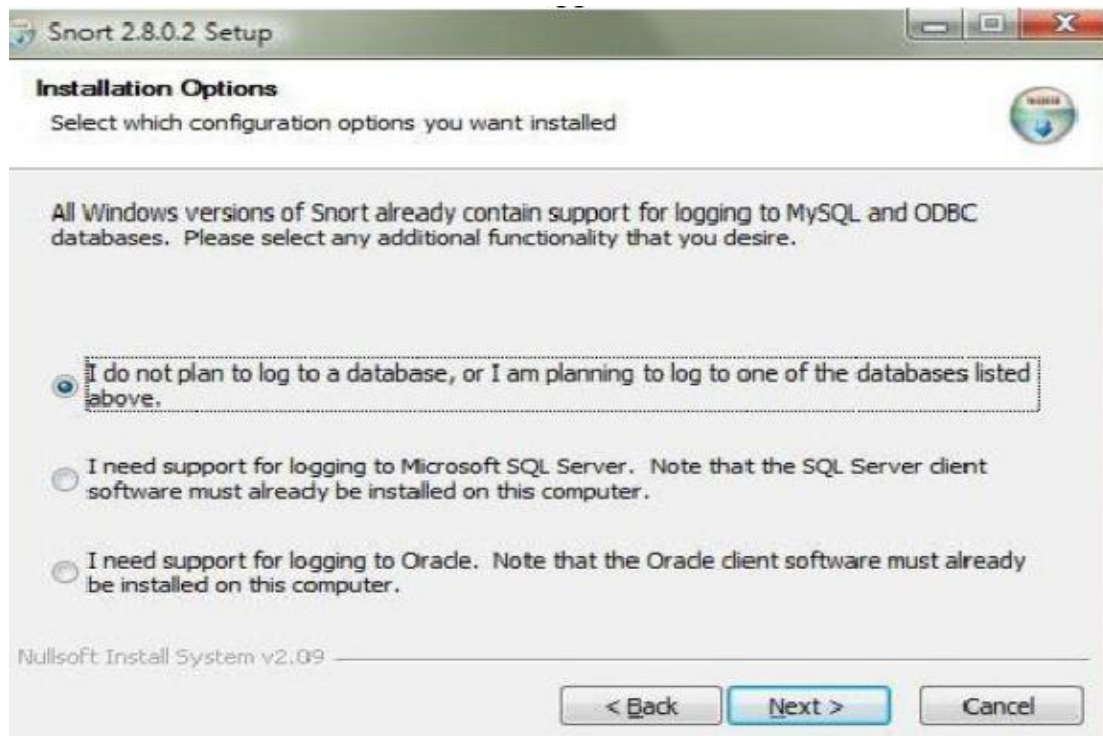 Snort 2.8.0.2 Setup
Installation Options
Select which configuration options you want installed
All Windows versions of Snort already contain support for logging to MySQL and ODBC
databases. Please select any additional functionality that you desire.
I do not plan to log to a database, or I am planning to log to one of the databases listed
above.
I need support for logging to Microsoft SQL Server. Note that the SQL Server client
software must already be installed on this computer.
I need support for logging to Oracle. Note that the Oracle client software must already
be installed on this computer.
Nullsoft Install System v2.09
< Back
Next >
Cancel